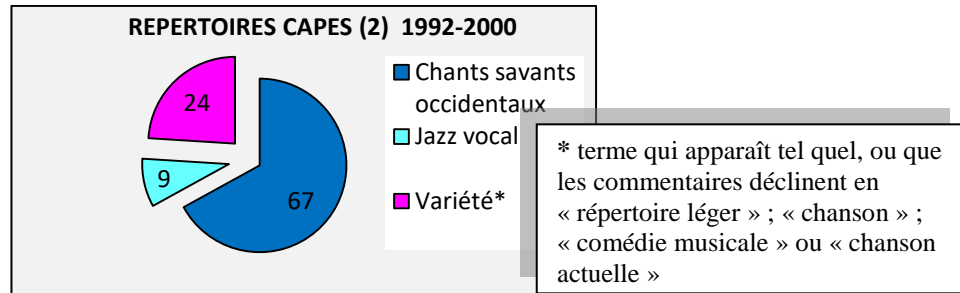 REPERTOIRES CAPES (2) 1992-2000
24
9
67
Chants savants
occidentaux
Jazz vocal
Variété*
* terme qui apparaît tel quel, ou que
les commentaires déclinent en
« répertoire léger » ; « chanson » ;
« comédie musicale » ou « chanson
actuelle »